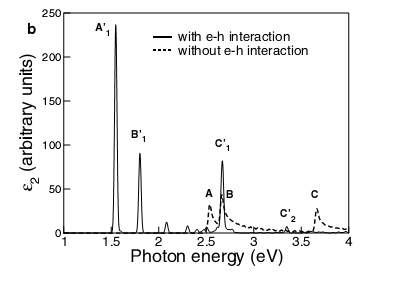 b
250
200
150
100
50
0
ε2 (arbitrary units)
A'1
with e-h interaction
without e-h interaction
B'1
C'1
A
B
C'2
C
1
1.5
2
2.5
3
3.5
4
Photon energy (eV)